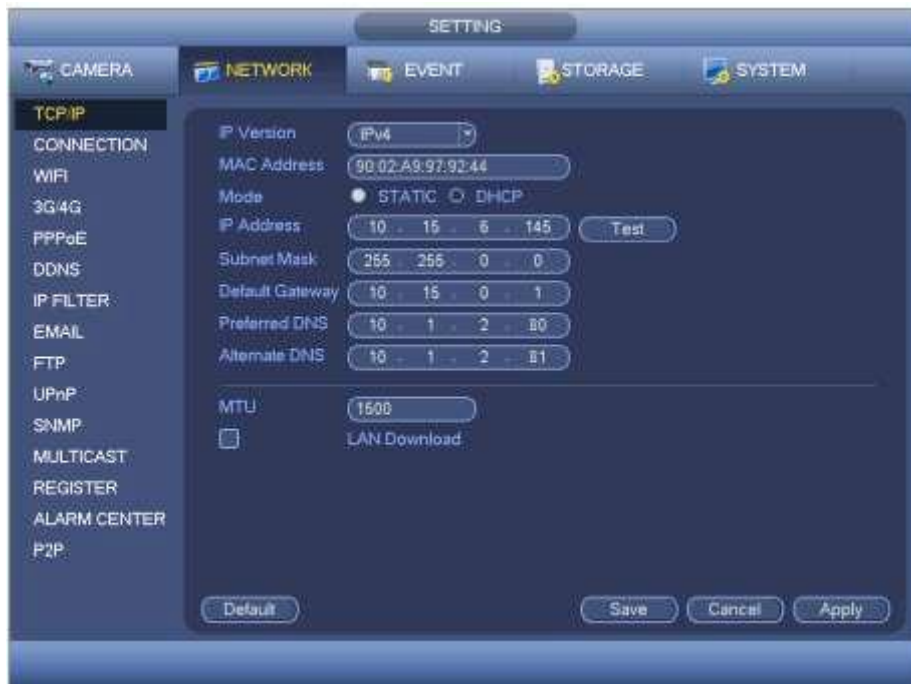 SETTING
CAMERA NETWORK EVENT STORAGE SYSTEM
TCP/IP
CONNECTION
WIFI
3G/4G
PPPoE
DDNS
IP FILTER
EMAIL
FTP
UPnP
SNMP
MULTICAST
REGISTER
ALARM CENTER
P2P
IP Version IPv4
MAC Address 90:02:A9:97:92:44
Mode STATIC DHCP
IP Address 10 . 15 . 6 . 145 Test
Subnet Mask 255 . 255 . 0 . 0
Default Gateway 10 . 15 . 0 . 1
Preferred DNS 10 . 1 . 2 . 80
Alternate DNS 10 . 1 . 2 . 81
MTU 1500
LAN Download
Default Save Cancel Apply